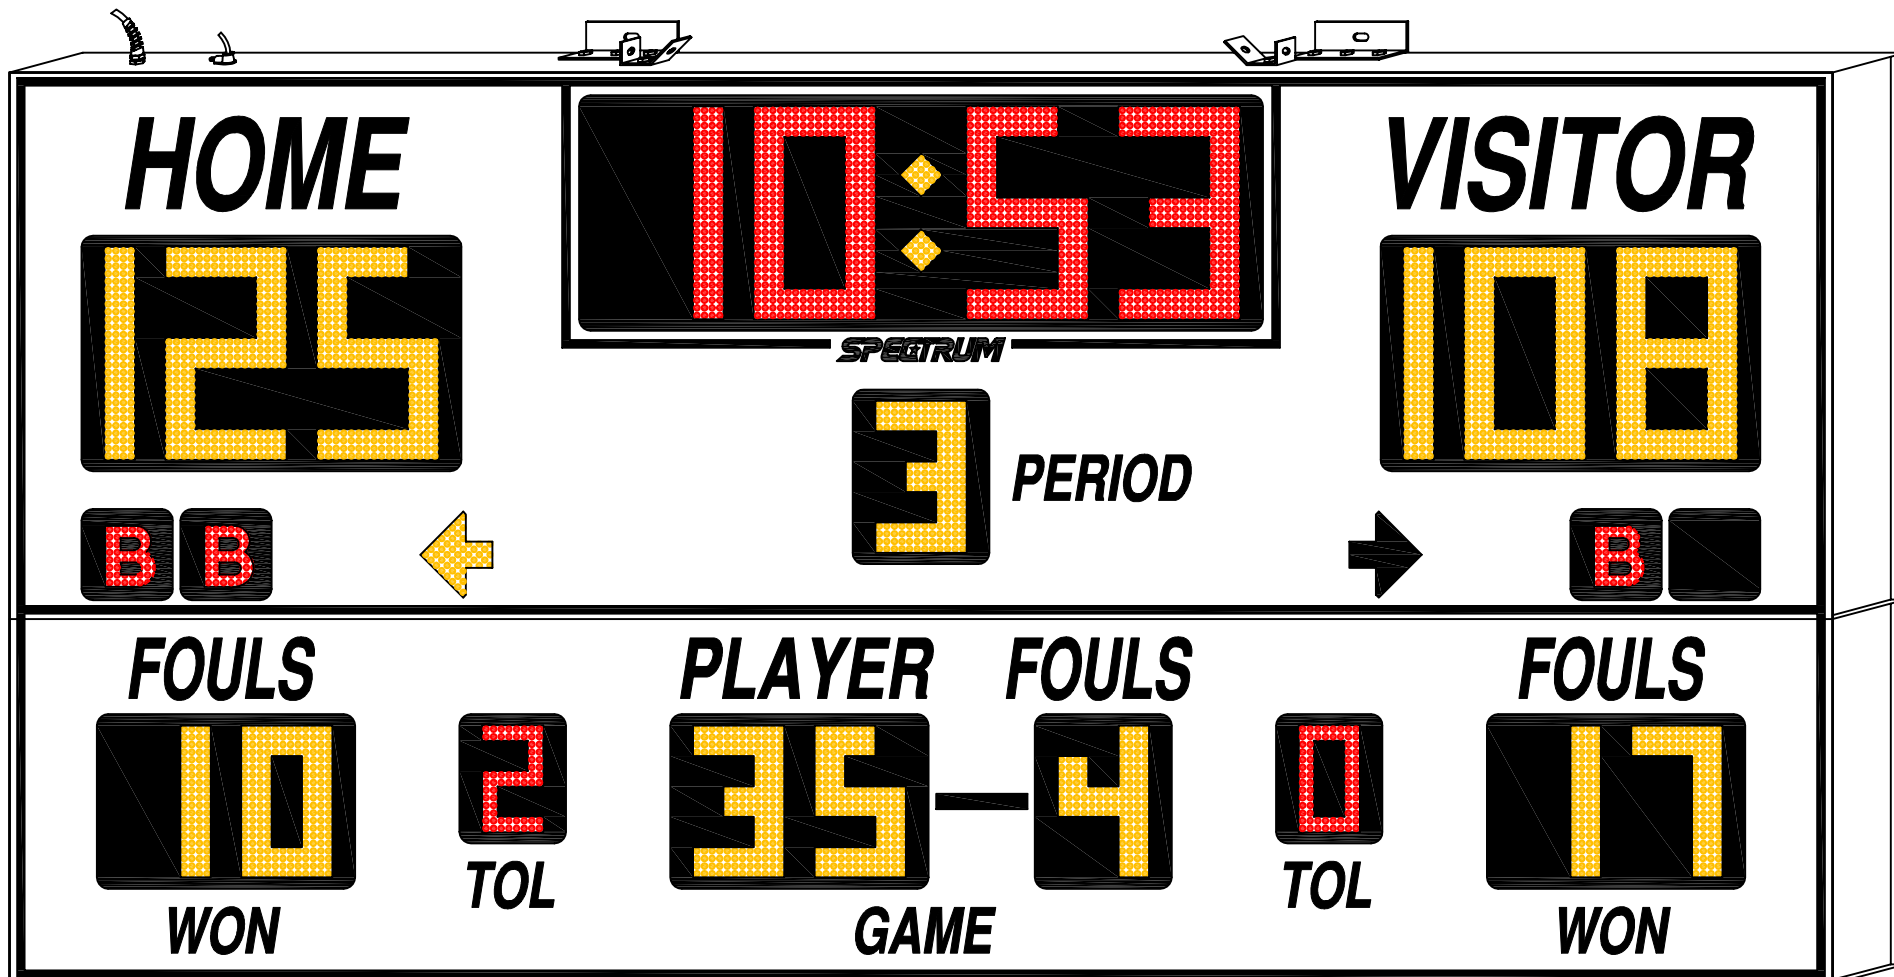 HOME 10:53 VISITOR
125 108
SPECTRUM
3 PERIOD
B B B
FOULS PLAYER FOULS FOULS
10 2 35 4 0 17
TOL TOL
WON GAME WON